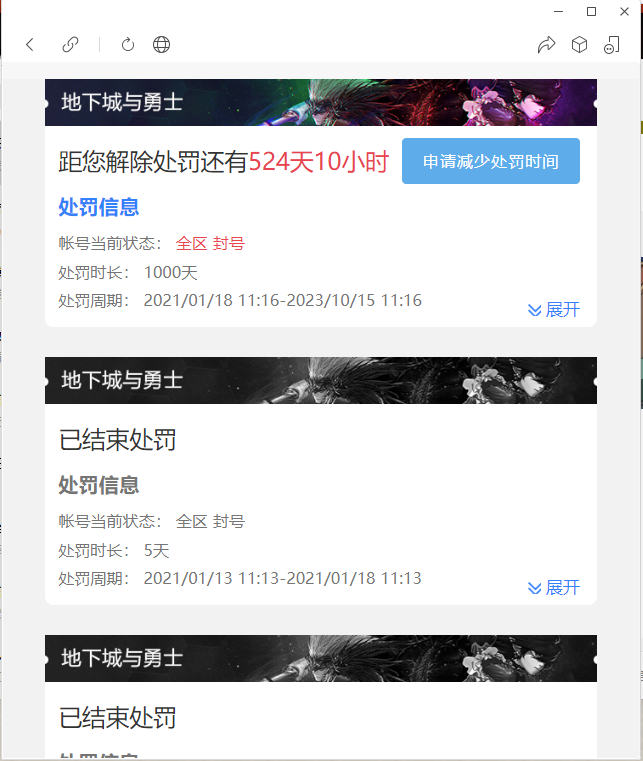 地下城与勇士
距您解除处罚还有524天10小时
申请减少处罚时间
处罚信息
帐号当前状态： 全区 封号
处罚时长： 1000天
处罚周期： 2021/01/18 11:16-2023/10/15 11:16
展开
地下城与勇士
已结束处罚
处罚信息
帐号当前状态： 全区 封号
处罚时长： 5天
处罚周期： 2021/01/13 11:13-2021/01/18 11:13
展开
地下城与勇士
已结束处罚
处罚信息